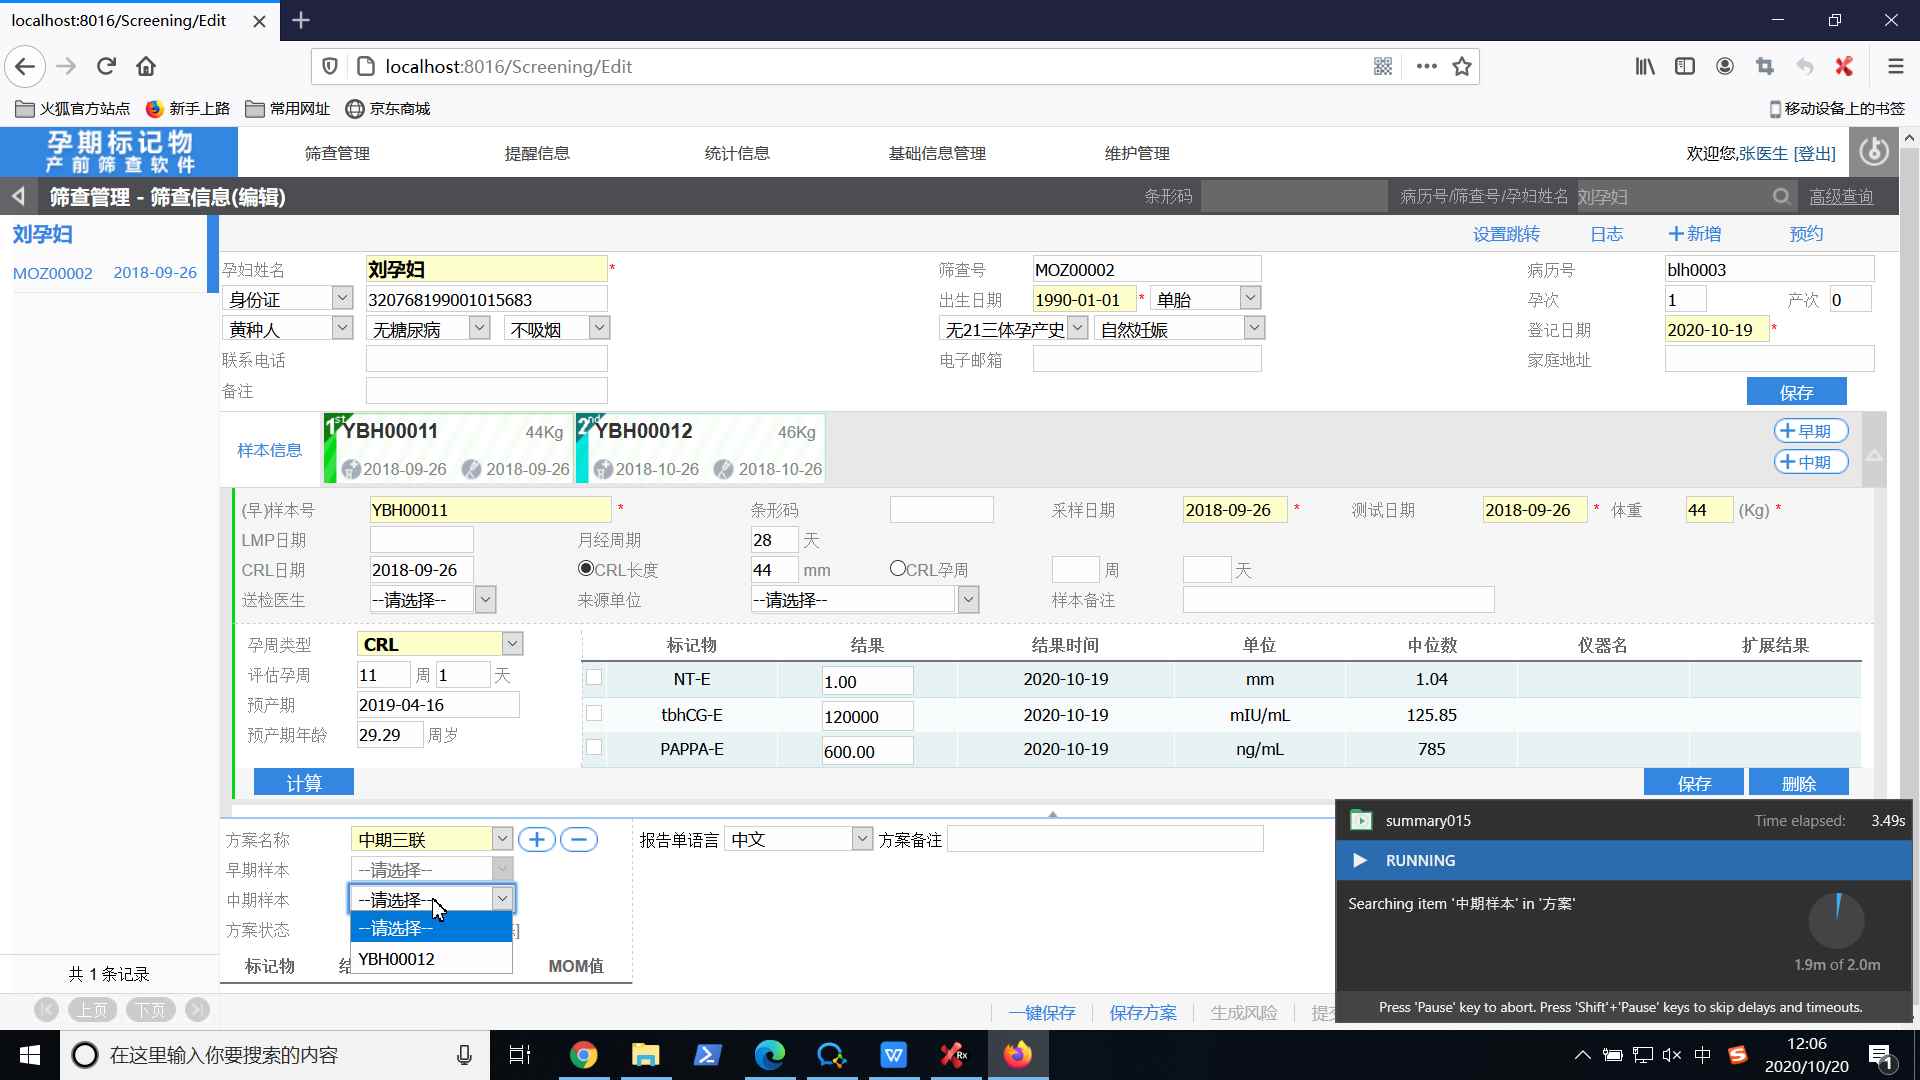 localhost:8016/Screening/Edit
localhost:8016/Screening/Edit
火狐官方站点 新手上路 常用网址 京东商城 移动设备上的书签
孕期标记物
产前筛查软件
筛查管理 提醒信息 统计信息 基础信息管理 维护管理 欢迎您,张医生 [登出]
筛查管理 - 筛查信息(编辑) 条形码 病历号/筛查号/孕妇姓名 刘孕妇 高级查询
刘孕妇
MOZ00002 2018-09-26
设置跳转 日志 新增 预约
孕妇姓名 刘孕妇 * 筛查号 MOZ00002 病历号 blh0003
身份证 320768199001015683 出生日期 1990-01-01 * 单胎 孕次 1 产次 0
黄种人 无糖尿病 不吸烟 无21三体孕产史 自然妊娠 登记日期 2020-10-19 *
联系电话 电子邮箱 家庭地址
备注 保存
样本信息 1st YBH00011 44Kg 2nd YBH00012 46Kg 早期
2018-09-26 2018-09-26 2018-10-26 2018-10-26 中期
(早)样本号 YBH00011 * 条形码 采样日期 2018-09-26 * 测试日期 2018-09-26 * 体重 44 (Kg) *
LMP日期 月经周期 28 天
CRL日期 2018-09-26 CRL长度 44 mm CRL孕周 周 天
送检医生 --请选择-- 来源单位 --请选择-- 样本备注
孕周类型 CRL 标记物 结果 结果时间 单位 中位数 仪器名 扩展结果
评估孕周 11 周 1 天 NT-E 1.00 2020-10-19 mm 1.04
预产期 2019-04-16 tbhCG-E 120000 2020-10-19 mIU/mL 125.85
预产期年龄 29.29 周岁 PAPPA-E 600.00 2020-10-19 ng/mL 785
计算 保存 删除
方案名称 中期三联 报告单语言 中文 方案备注
早期样本 --请选择--
中期样本 --请选择--
方案状态 --请选择-- ]
YBH00012
标记物 MOM值
共 1 条记录
上页 下页
一键保存 保存方案 生成风险
summary015 Time elapsed: 3.49s
RUNNING
Searching item '中期样本' in '方案'
1.9m of 2.0m
Press 'Pause' key to abort. Press 'Shift'+'Pause' keys to skip delays and timeouts.
在这里输入你要搜索的内容 中 12:06
2020/10/20 1